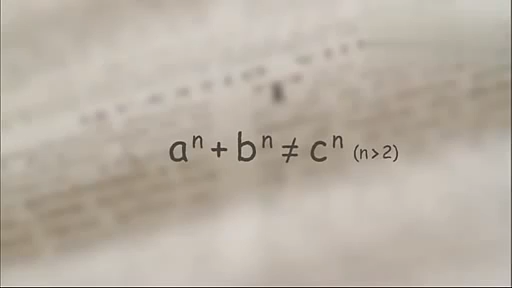 aⁿ + bⁿ ≠ cⁿ (n>2)